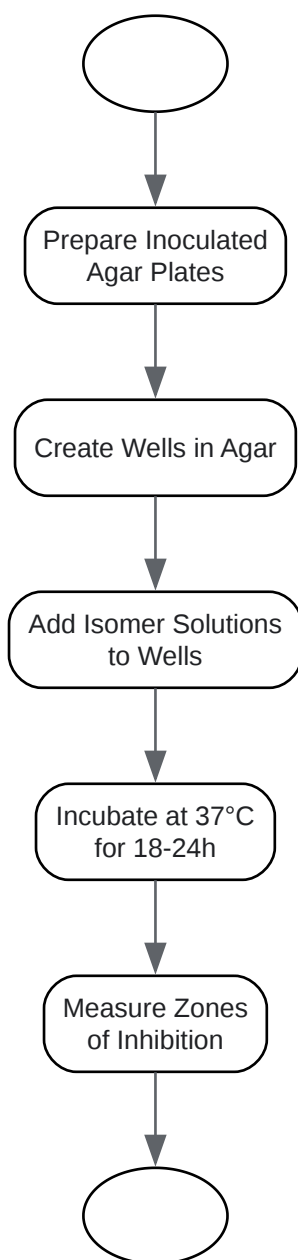 Prepare Inoculated
Agar Plates
Create Wells in Agar
Add Isomer Solutions
to Wells
Incubate at 37°C
for 18-24h
Measure Zones
of Inhibition